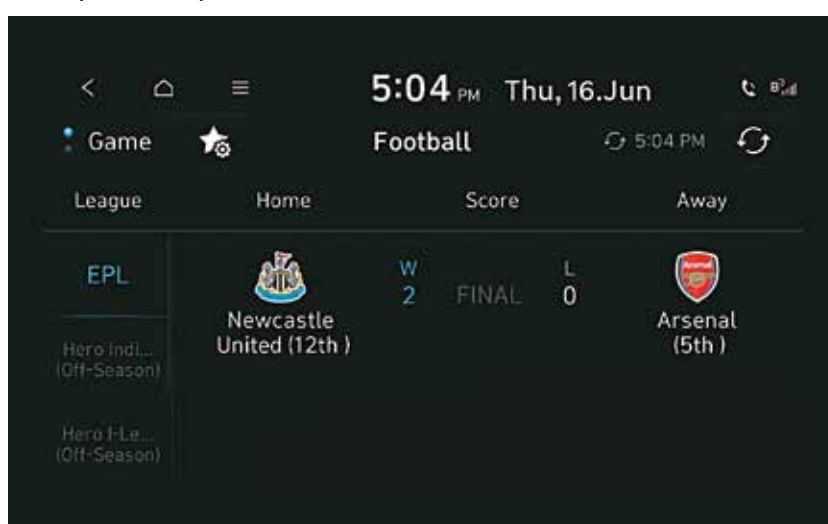 5:04 PM Thu, 16.Jun
Game Football 5:04 PM
League Home Score Away
EPL
W
2 FINAL L
0
Newcastle
United (12th )
Arsenal
Arsenal
(5th )
Hero Indi...
(Off-Season)
Hero I-Le...
(Off-Season)